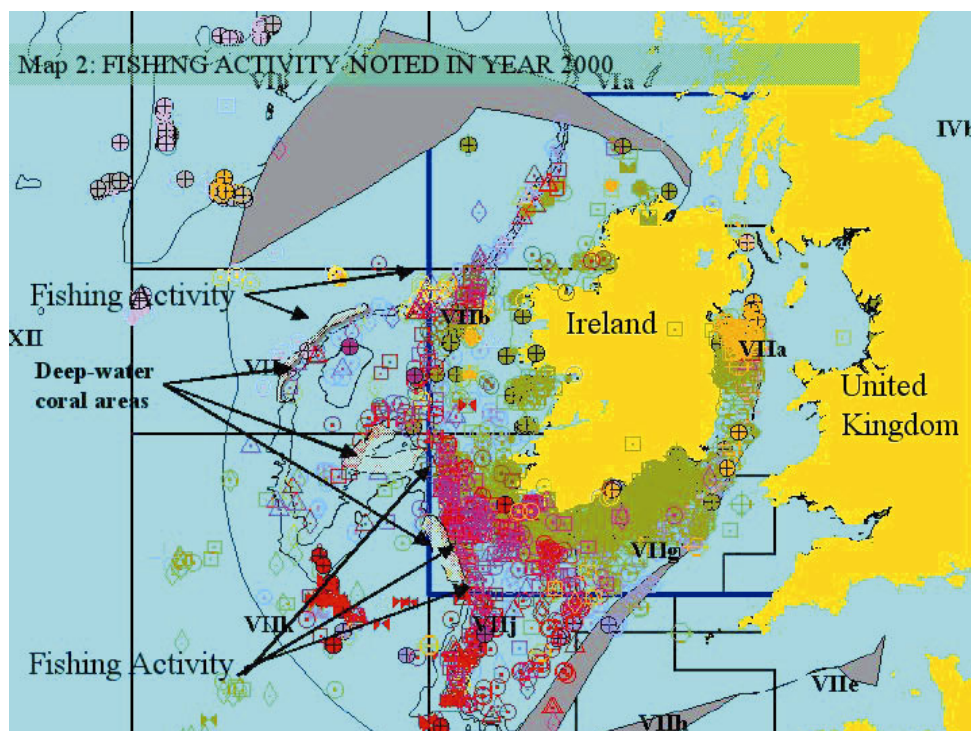 Map 2: FISHING ACTIVITY NOTED IN YEAR 2000
VIb
VIa
IVb
Fishing Activity
VIIb
Ireland
XII
VIIa
Deep-water
coral areas
United
Kingdom
VIIg
VIIk
VIIj
Fishing Activity
VIIe
VIIh